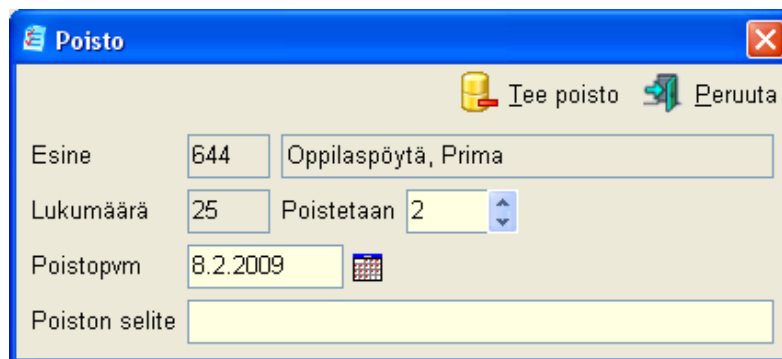 Poisto
Tee poisto Peruuta
Esine 644 Oppilaspöytä, Prima
Lukumäärä 25 Poistetaan 2
Poistopvm 8.2.2009
Poiston selite